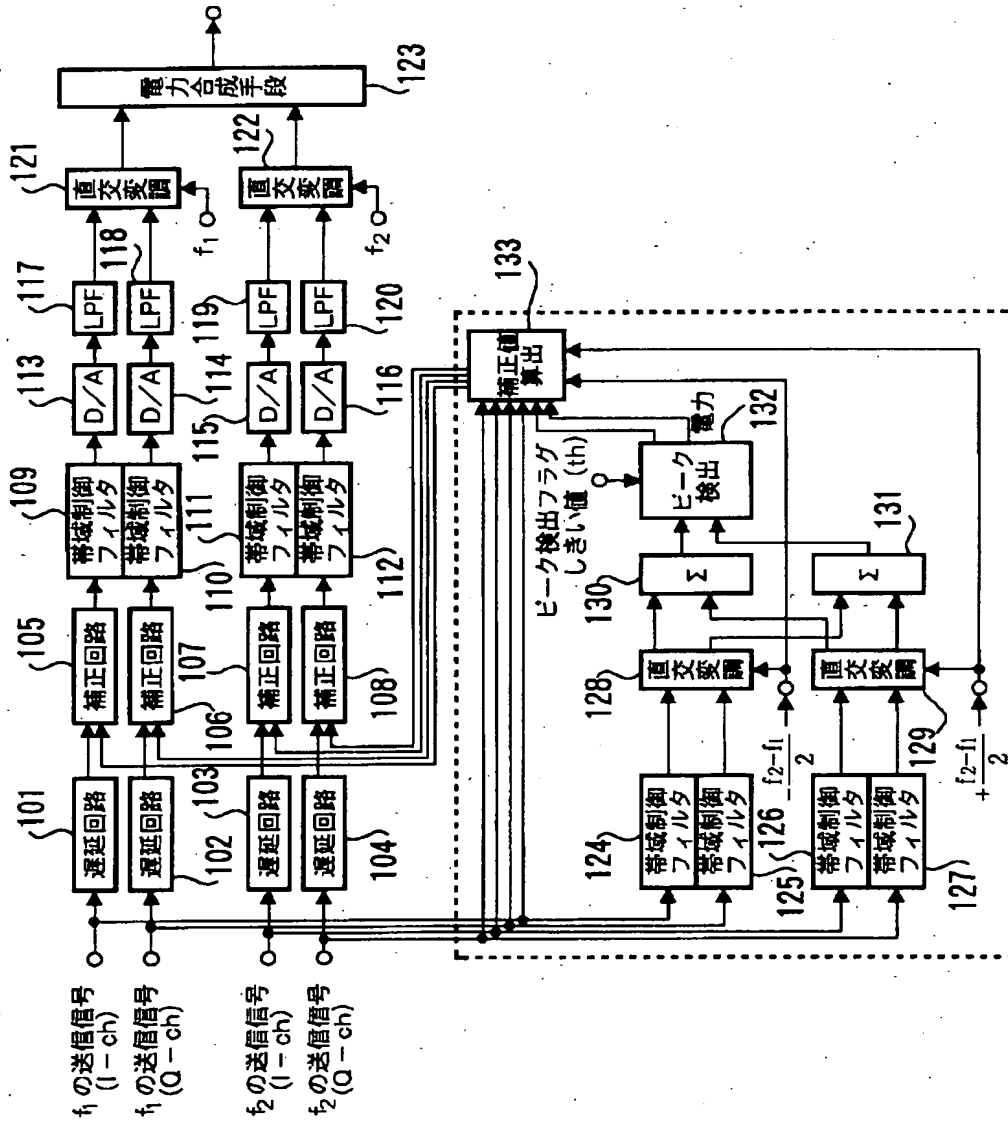 f₁の送信信号
(I－ch)
f₁の送信信号
(Q－ch)
f₂の送信信号
(I－ch)
f₂の送信信号
(Q－ch)
101
遅延回路
遅延回路
102
103
遅延回路
遅延回路
104
105
補正回路
補正回路
106
107
補正回路
補正回路
108
109
帯域制御
フィルタ
帯域制御
フィルタ
110
111
帯域制御
フィルタ
帯域制御
フィルタ
112
113
D/A
D/A
114
115
D/A
D/A
116
117
LPF
118
LPF
119
LPF
LPF
120
121
直交
変調
f₁
122
直交
変調
f₂
電力合成手段
123
124
帯域制御
フィルタ
帯域制御
フィルタ
125
126
帯域制御
フィルタ
帯域制御
フィルタ
127
128
直交
変調
－(f₂－f₁)/2
直交
変調
129
＋(f₂－f₁)/2
130
Σ
Σ
131
ピーク検出フラグ
しきい値 (th)
ピーク
検出
132
電力
補正値
算出
133